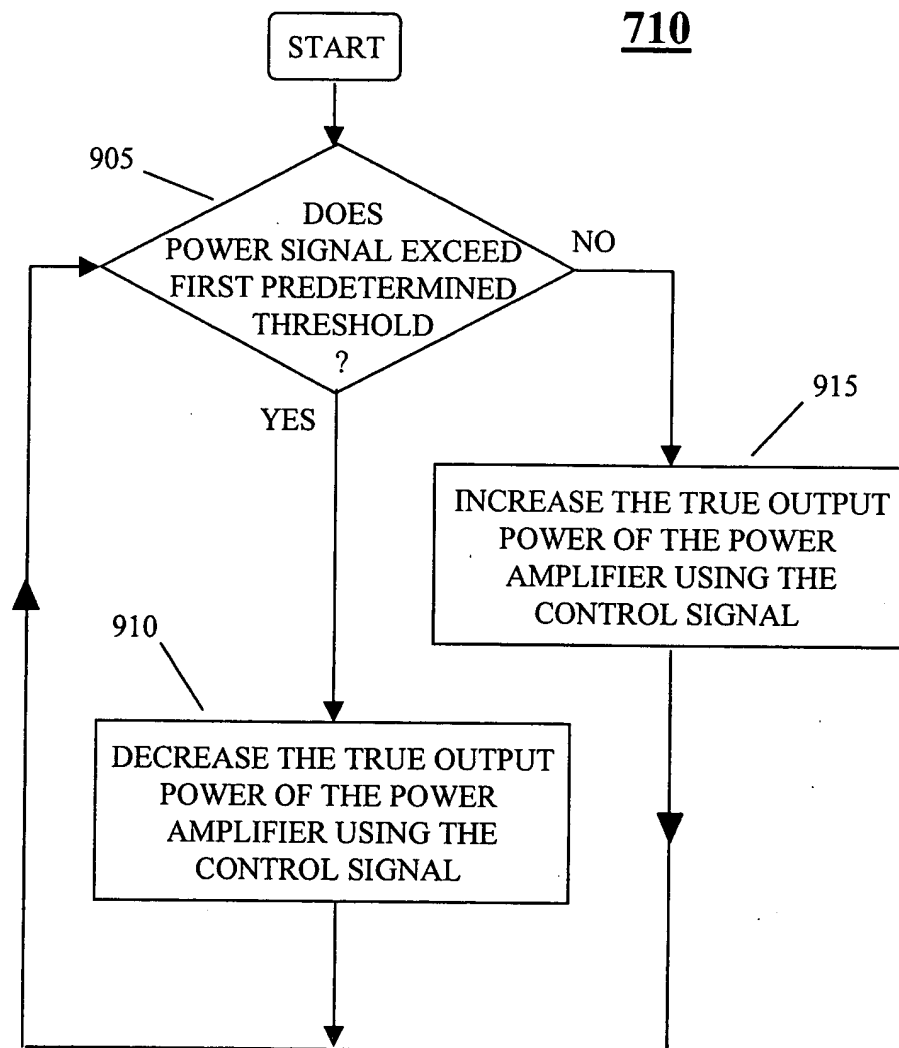 710
START
905
DOES
POWER SIGNAL EXCEED
FIRST PREDETERMINED
THRESHOLD
?
NO
YES
915
INCREASE THE TRUE OUTPUT
POWER OF THE POWER
AMPLIFIER USING THE
CONTROL SIGNAL
910
DECREASE THE TRUE OUTPUT
POWER OF THE POWER
AMPLIFIER USING THE
CONTROL SIGNAL